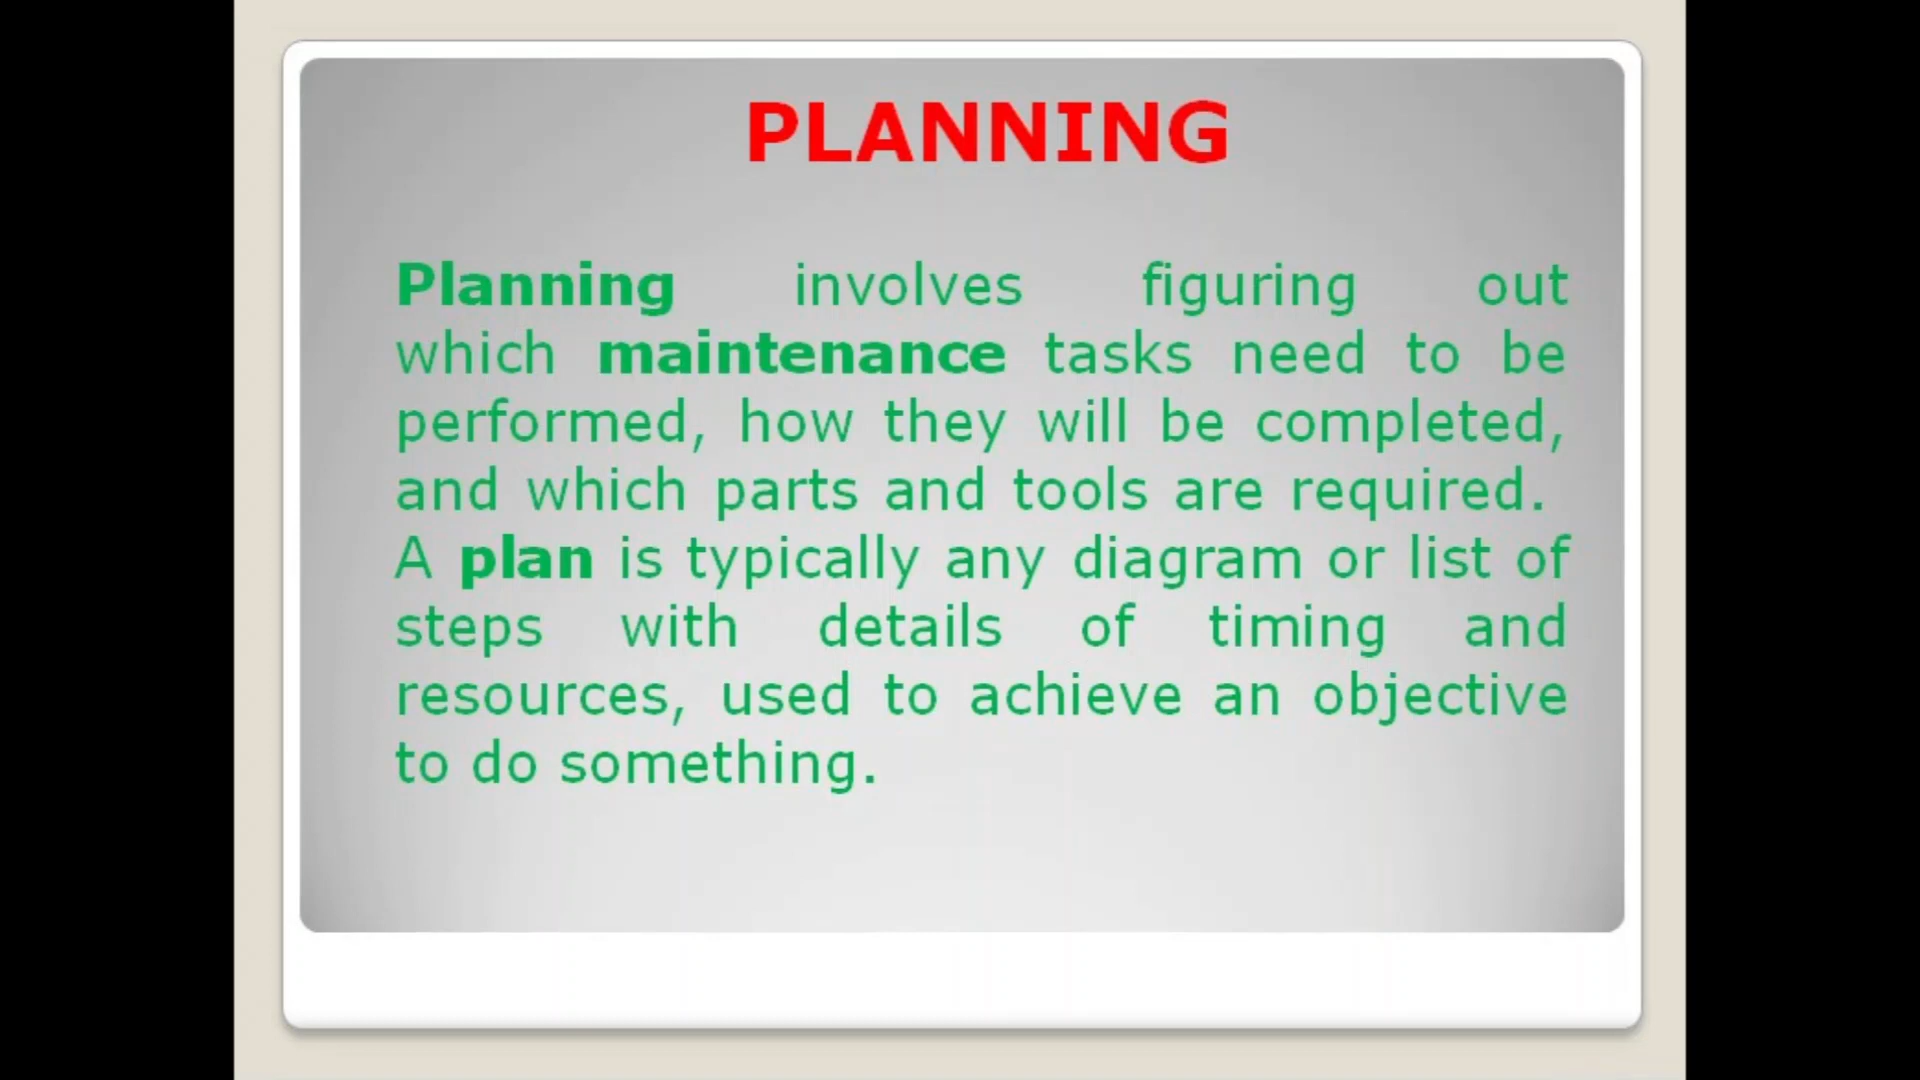 PLANNING
Planning involves figuring out
which maintenance tasks need to be
performed, how they will be completed,
and which parts and tools are required.
A plan is typically any diagram or list of
steps with details of timing and
resources, used to achieve an objective
to do something.